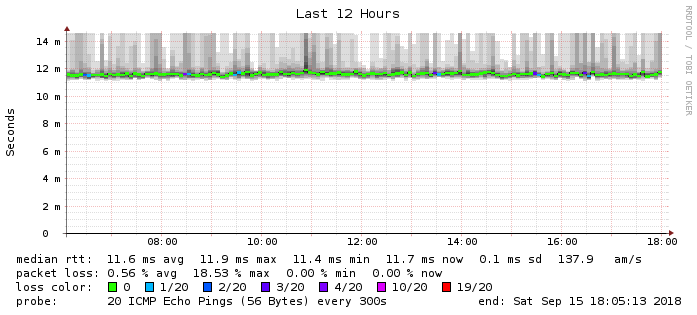 Last 12 Hours
RRDTOOL / TOBI OETIKER
Seconds
14 m
12 m
10 m
8 m
6 m
4 m
2 m
0
08:00 10:00 12:00 14:00 16:00 18:00
median rtt: 11.6 ms avg 11.9 ms max 11.4 ms min 11.7 ms now 0.1 ms sd 137.9 am/s
packet loss: 0.56 % avg 18.53 % max 0.00 % min 0.00 % now
loss color: 0 1/20 2/20 3/20 4/20 10/20 19/20
probe: 20 ICMP Echo Pings (56 Bytes) every 300s end: Sat Sep 15 18:05:13 2018